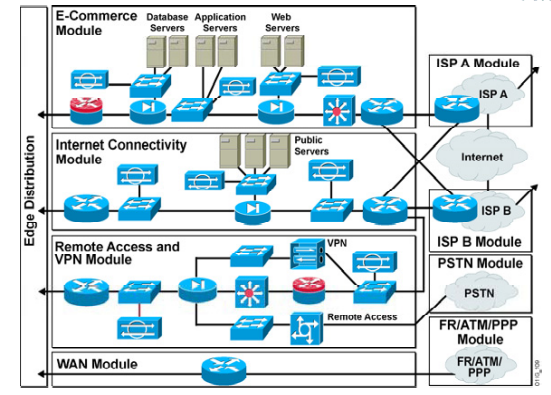 E-Commerce
Module
Database
Servers
Application
Servers
Web
Servers
ISP A Module
ISP A
Internet Connectivity
Module
Public
Servers
Internet
Edge Distribution
ISP B
ISP B Module
Remote Access and
VPN Module
VPN
PSTN Module
PSTN
Remote Access
FR/ATM/PPP
Module
WAN Module
FR/ATM/
PPP